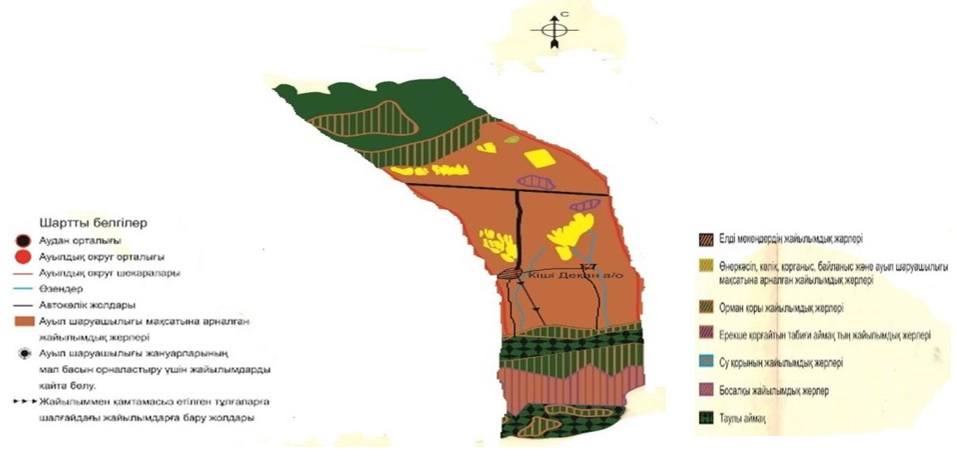 С
Шартты белгілер
Аудан орталығы
Ауылдық округ орталығы
Ауылдық округ шекаралары
Өзендер
Автокөлік жолдары
Ауыл шаруашылығы мақсатына арналған
жайылымдық жерлері
Ауыл шаруашылығы жануарларының
мал басын орналастыру үшін жайылымдарды
қайта бөлу.
Жайылыммен қамтамасыз етілген тұлғаларға
шалғайдағы жайылымдарға бару жолдары
Кіші Декан а/о
Елді мекендердің жайылымдық жерлері
Өнеркәсіп, көлік, қорғаныс, байланыс және ауыл шаруашылығы
мақсатына арналған жайылымдық жерлері
Орман қоры жайылымдық жерлері
Ерекше қорғайтын табиғи аймақ тың жайылымдық жерлері
Су қорының жайылымдық жерлері
Босалқы жайылымдық жерлер
Таулы аймақ